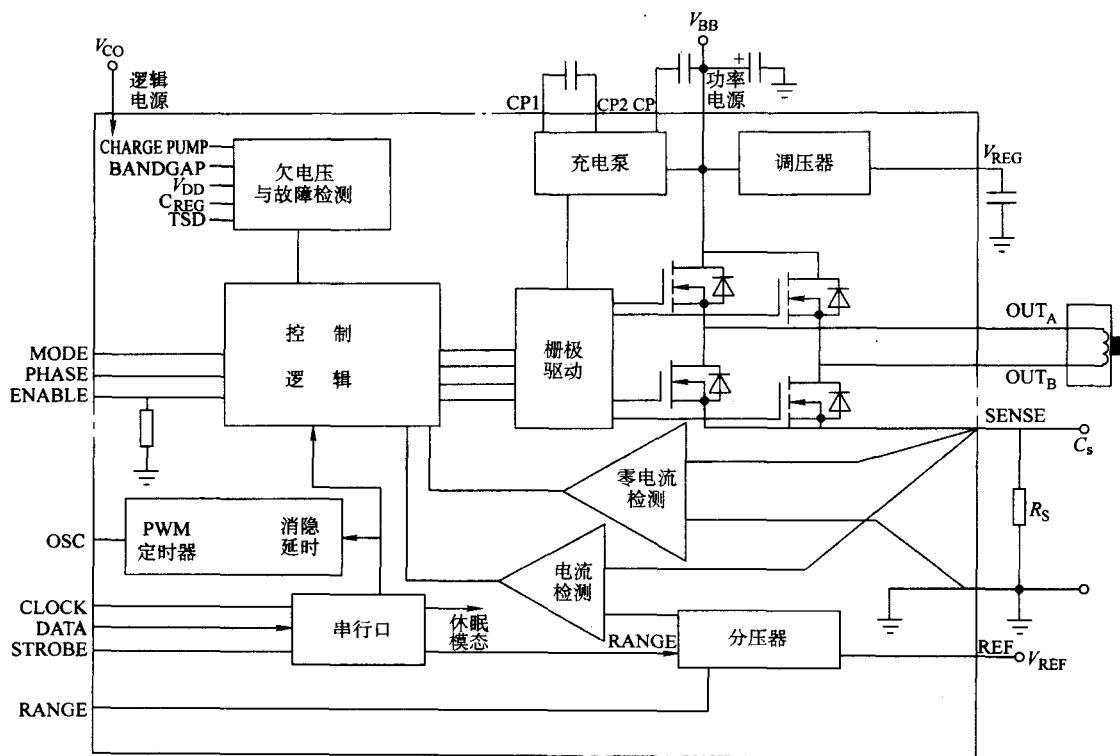 V_BB
V_CO
逻辑
电源
CP1
CP2
CP
+
功率
电源
CHARGE PUMP
BANDGAP
V_DD
C_REG
TSD
欠电压
与故障检测
充电泵
调压器
V_REG
控 制
逻 辑
栅极
驱动
OUT_A
OUT_B
MODE
PHASE
ENABLE
SENSE
C_s
零电流
检测
R_S
OSC
PWM
定时器
消隐
延时
电流
检测
CLOCK
DATA
STROBE
串行口
休眠
模态
RANGE
分压器
REF
V_REF
RANGE